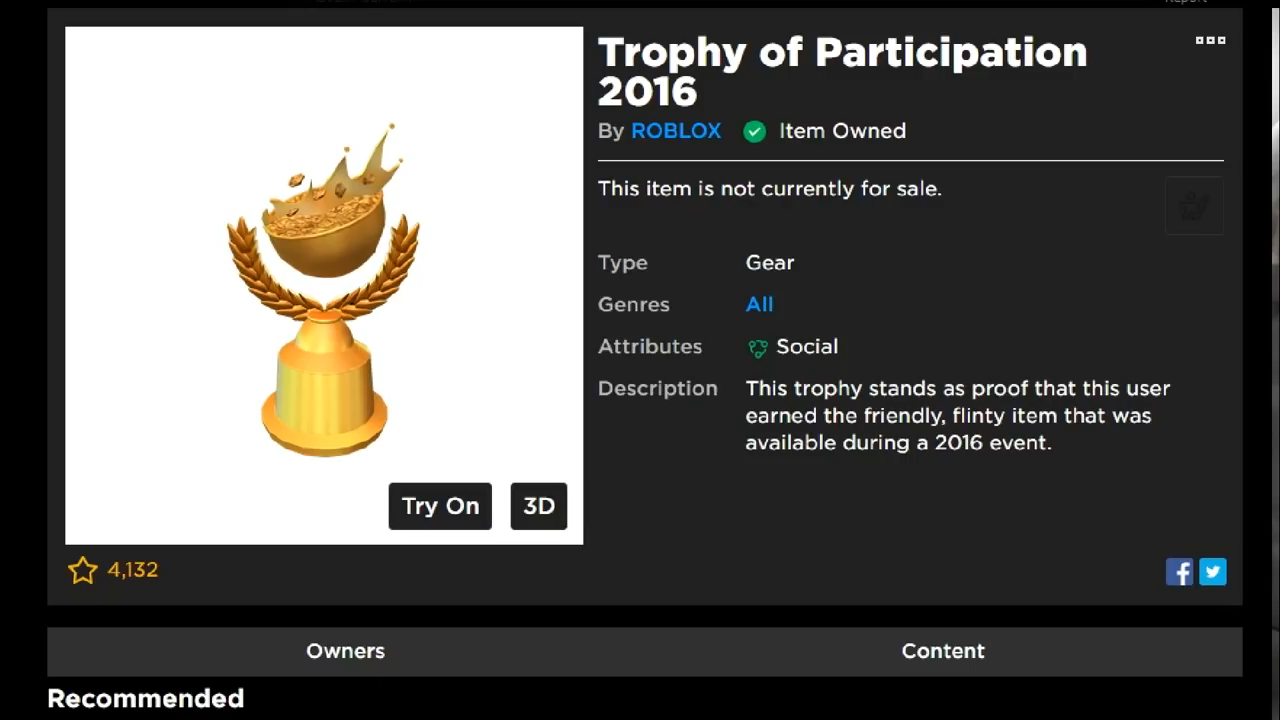 Trophy of Participation
2016
By ROBLOX Item Owned
This item is not currently for sale.
Type Gear
Genres All
Attributes Social
Description This trophy stands as proof that this user
earned the friendly, flinty item that was
available during a 2016 event.
Try On 3D
4,132
Owners Content
Recommended